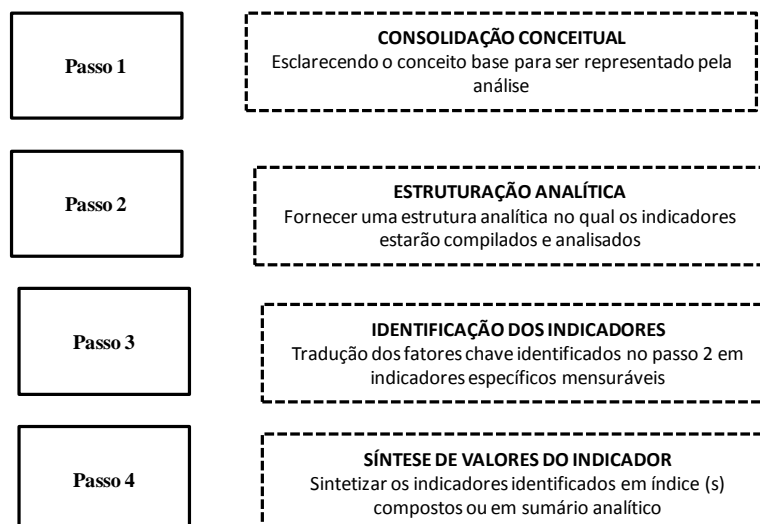 Passo 1
CONSOLIDAÇÃO CONCEITUAL
Esclarecendo o conceito base para ser representado pela
análise
Passo 2
ESTRUTURAÇÃO ANALÍTICA
Fornecer uma estrutura analítica no qual os indicadores
estarão compilados e analisados
Passo 3
IDENTIFICAÇÃO DOS INDICADORES
Tradução dos fatores chave identificados no passo 2 em
indicadores específicos mensuráveis
Passo 4
SÍNTESE DE VALORES DO INDICADOR
Sintetizar os indicadores identificados em índice (s)
compostos ou em sumário analítico